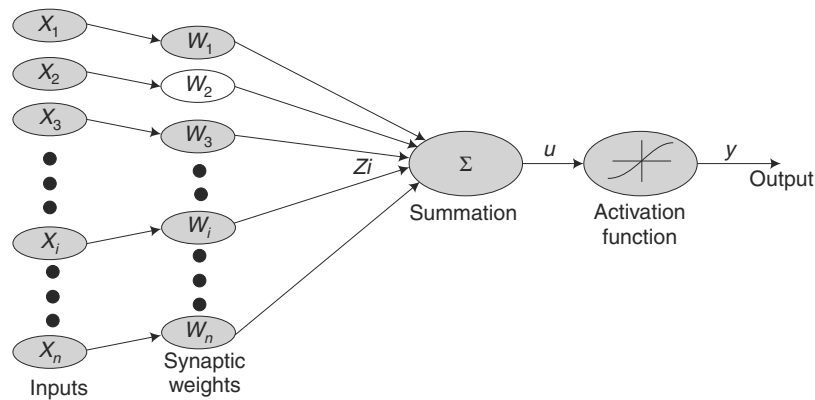 X1
W1
X2
W2
X3
W3
Zi
Σ
u
y
Output
Summation
Activation
function
Xi
Wi
Xn
Wn
Inputs
Synaptic
weights